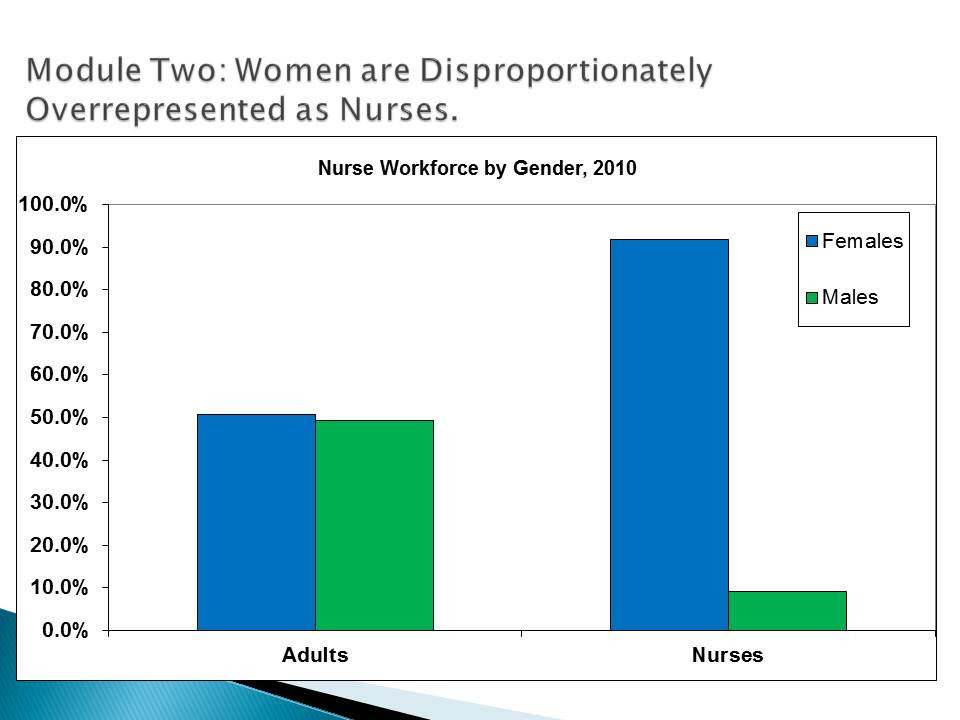 Module Two: Women are Disproportionately
Overrepresented as Nurses.
Nurse Workforce by Gender, 2010
100.0%
90.0%
80.0%
70.0%
60.0%
50.0%
40.0%
30.0%
20.0%
10.0%
0.0%
Females
Males
Adults
Nurses